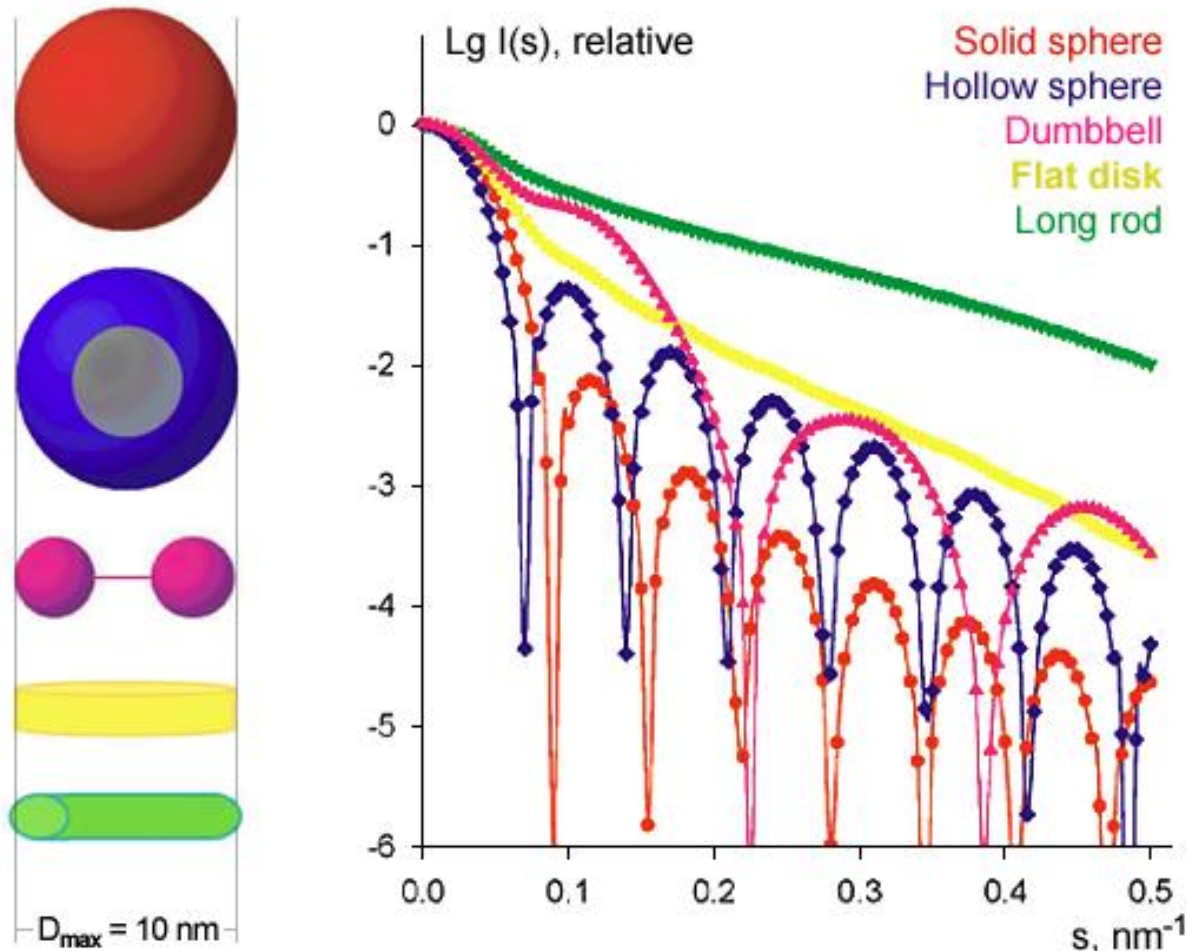 Lg I(s), relative
Solid sphere
Hollow sphere
Dumbbell
Flat disk
Long rod
0
-1
-2
-3
-4
-5
-6
0.0 0.1 0.2 0.3 0.4 0.5
s, nm-1
Dmax = 10 nm